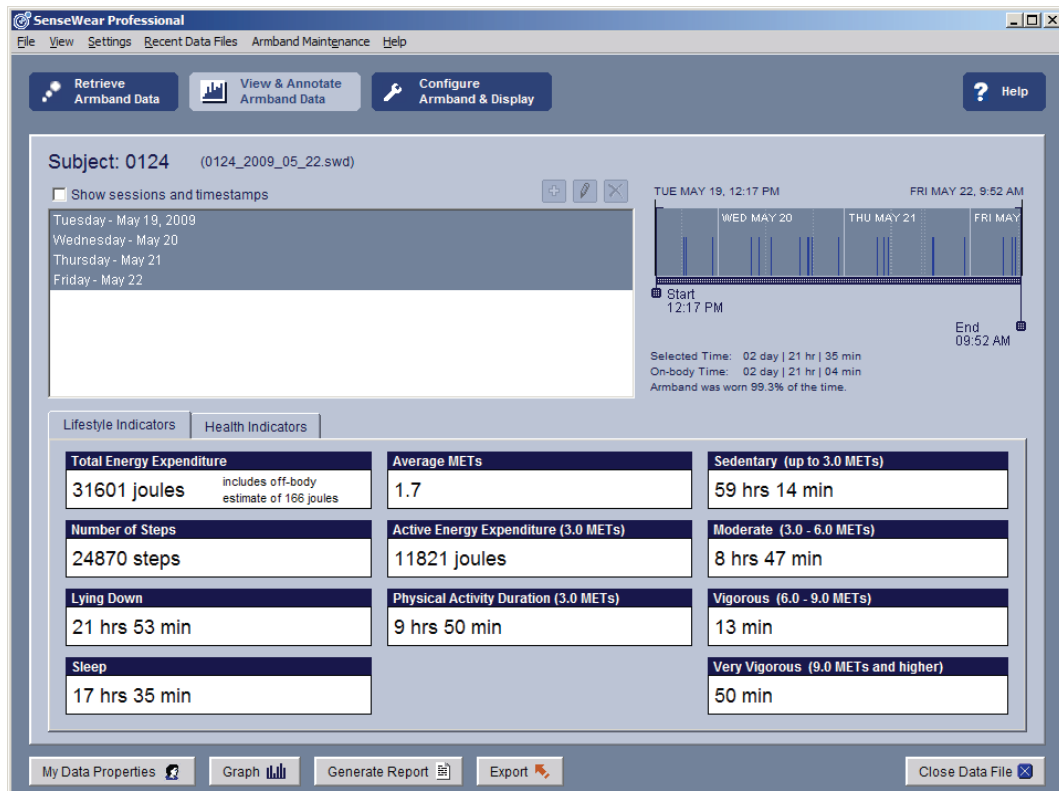 SenseWear Professional
File View Settings Recent Data Files Armband Maintenance Help
Retrieve
Armband Data
View & Annotate
Armband Data
Configure
Armband & Display
? Help
Subject: 0124 (0124_2009_05_22.swd)
Show sessions and timestamps
Tuesday - May 19, 2009
Wednesday - May 20
Thursday - May 21
Friday - May 22
TUE MAY 19, 12:17 PM FRI MAY 22, 9:52 AM
WED MAY 20 THU MAY 21 FRI MAY
Start
12:17 PM
End
09:52 AM
Selected Time: 02 day | 21 hr | 35 min
On-body Time: 02 day | 21 hr | 04 min
Armband was worn 99.3% of the time.
Lifestyle Indicators Health Indicators
Total Energy Expenditure
31601 joules
includes off-body
estimate of 166 joules
Average METs
1.7
Sedentary (up to 3.0 METs)
59 hrs 14 min
Number of Steps
24870 steps
Active Energy Expenditure (3.0 METs)
11821 joules
Moderate (3.0 - 6.0 METs)
8 hrs 47 min
Lying Down
21 hrs 53 min
Physical Activity Duration (3.0 METs)
9 hrs 50 min
Vigorous (6.0 - 9.0 METs)
13 min
Sleep
17 hrs 35 min
Very Vigorous (9.0 METs and higher)
50 min
My Data Properties Graph Generate Report Export Close Data File